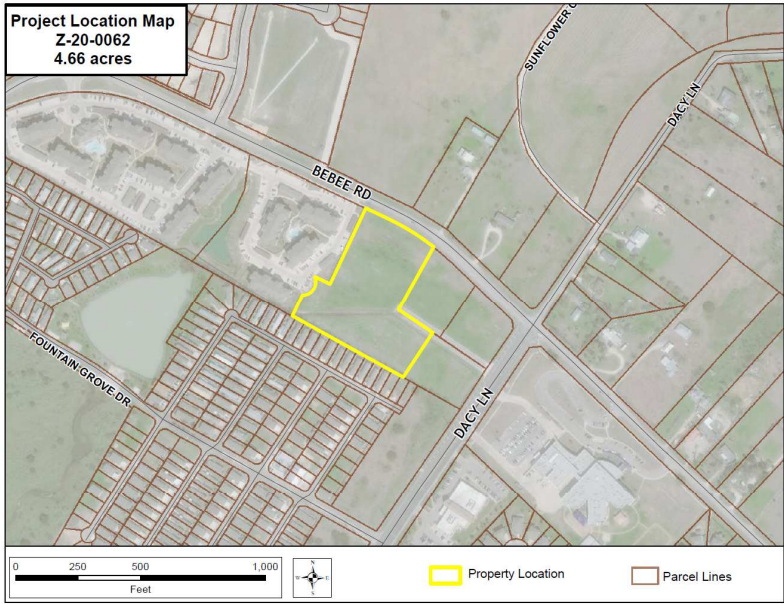 Project Location Map
Z-20-0062
4.66 acres
DACY LN
BEBEE RD
FOUNTAIN GROVE DR
DACY LN
0 250 500 1,000
Feet
N
W E
S
Property Location
Parcel Lines